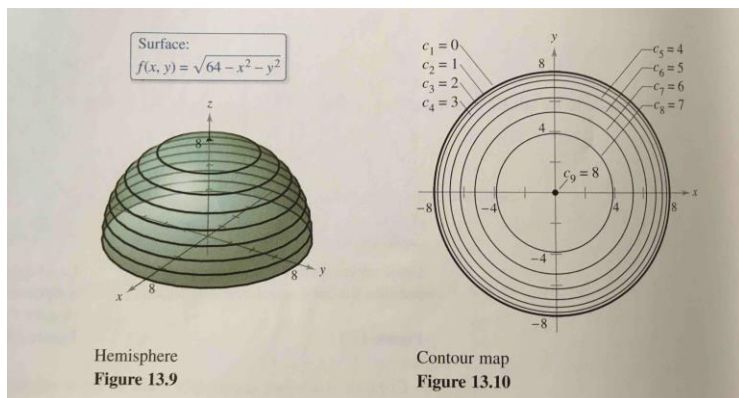 Surface:
f(x, y) = √64 – x² – y²
z
8
x
8
8
y
Hemisphere
Figure 13.9
c₁ = 0
c₂ = 1
c₃ = 2
c₄ = 3
y
8
c₅ = 4
c₆ = 5
c₇ = 6
c₈ = 7
4
c₉ = 8
x
–8
–4
4
8
–4
–8
Contour map
Figure 13.10